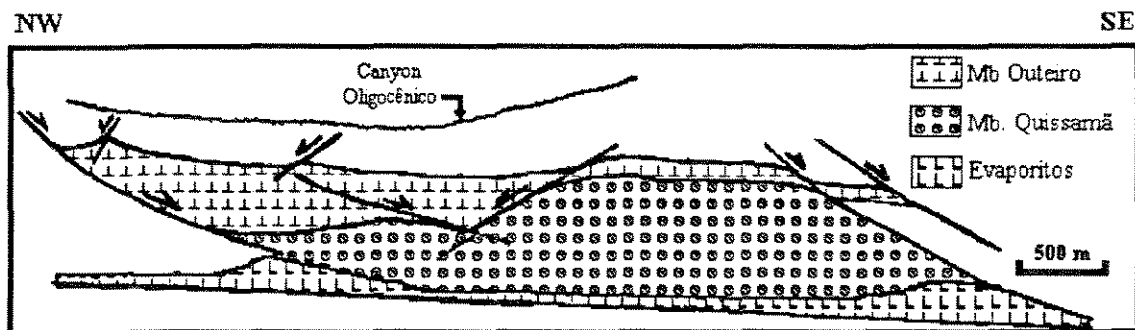 NW
SE
Canyon
Oligocênico
Mb Outeiro
Mb. Quissamã
Evaporitos
500 m